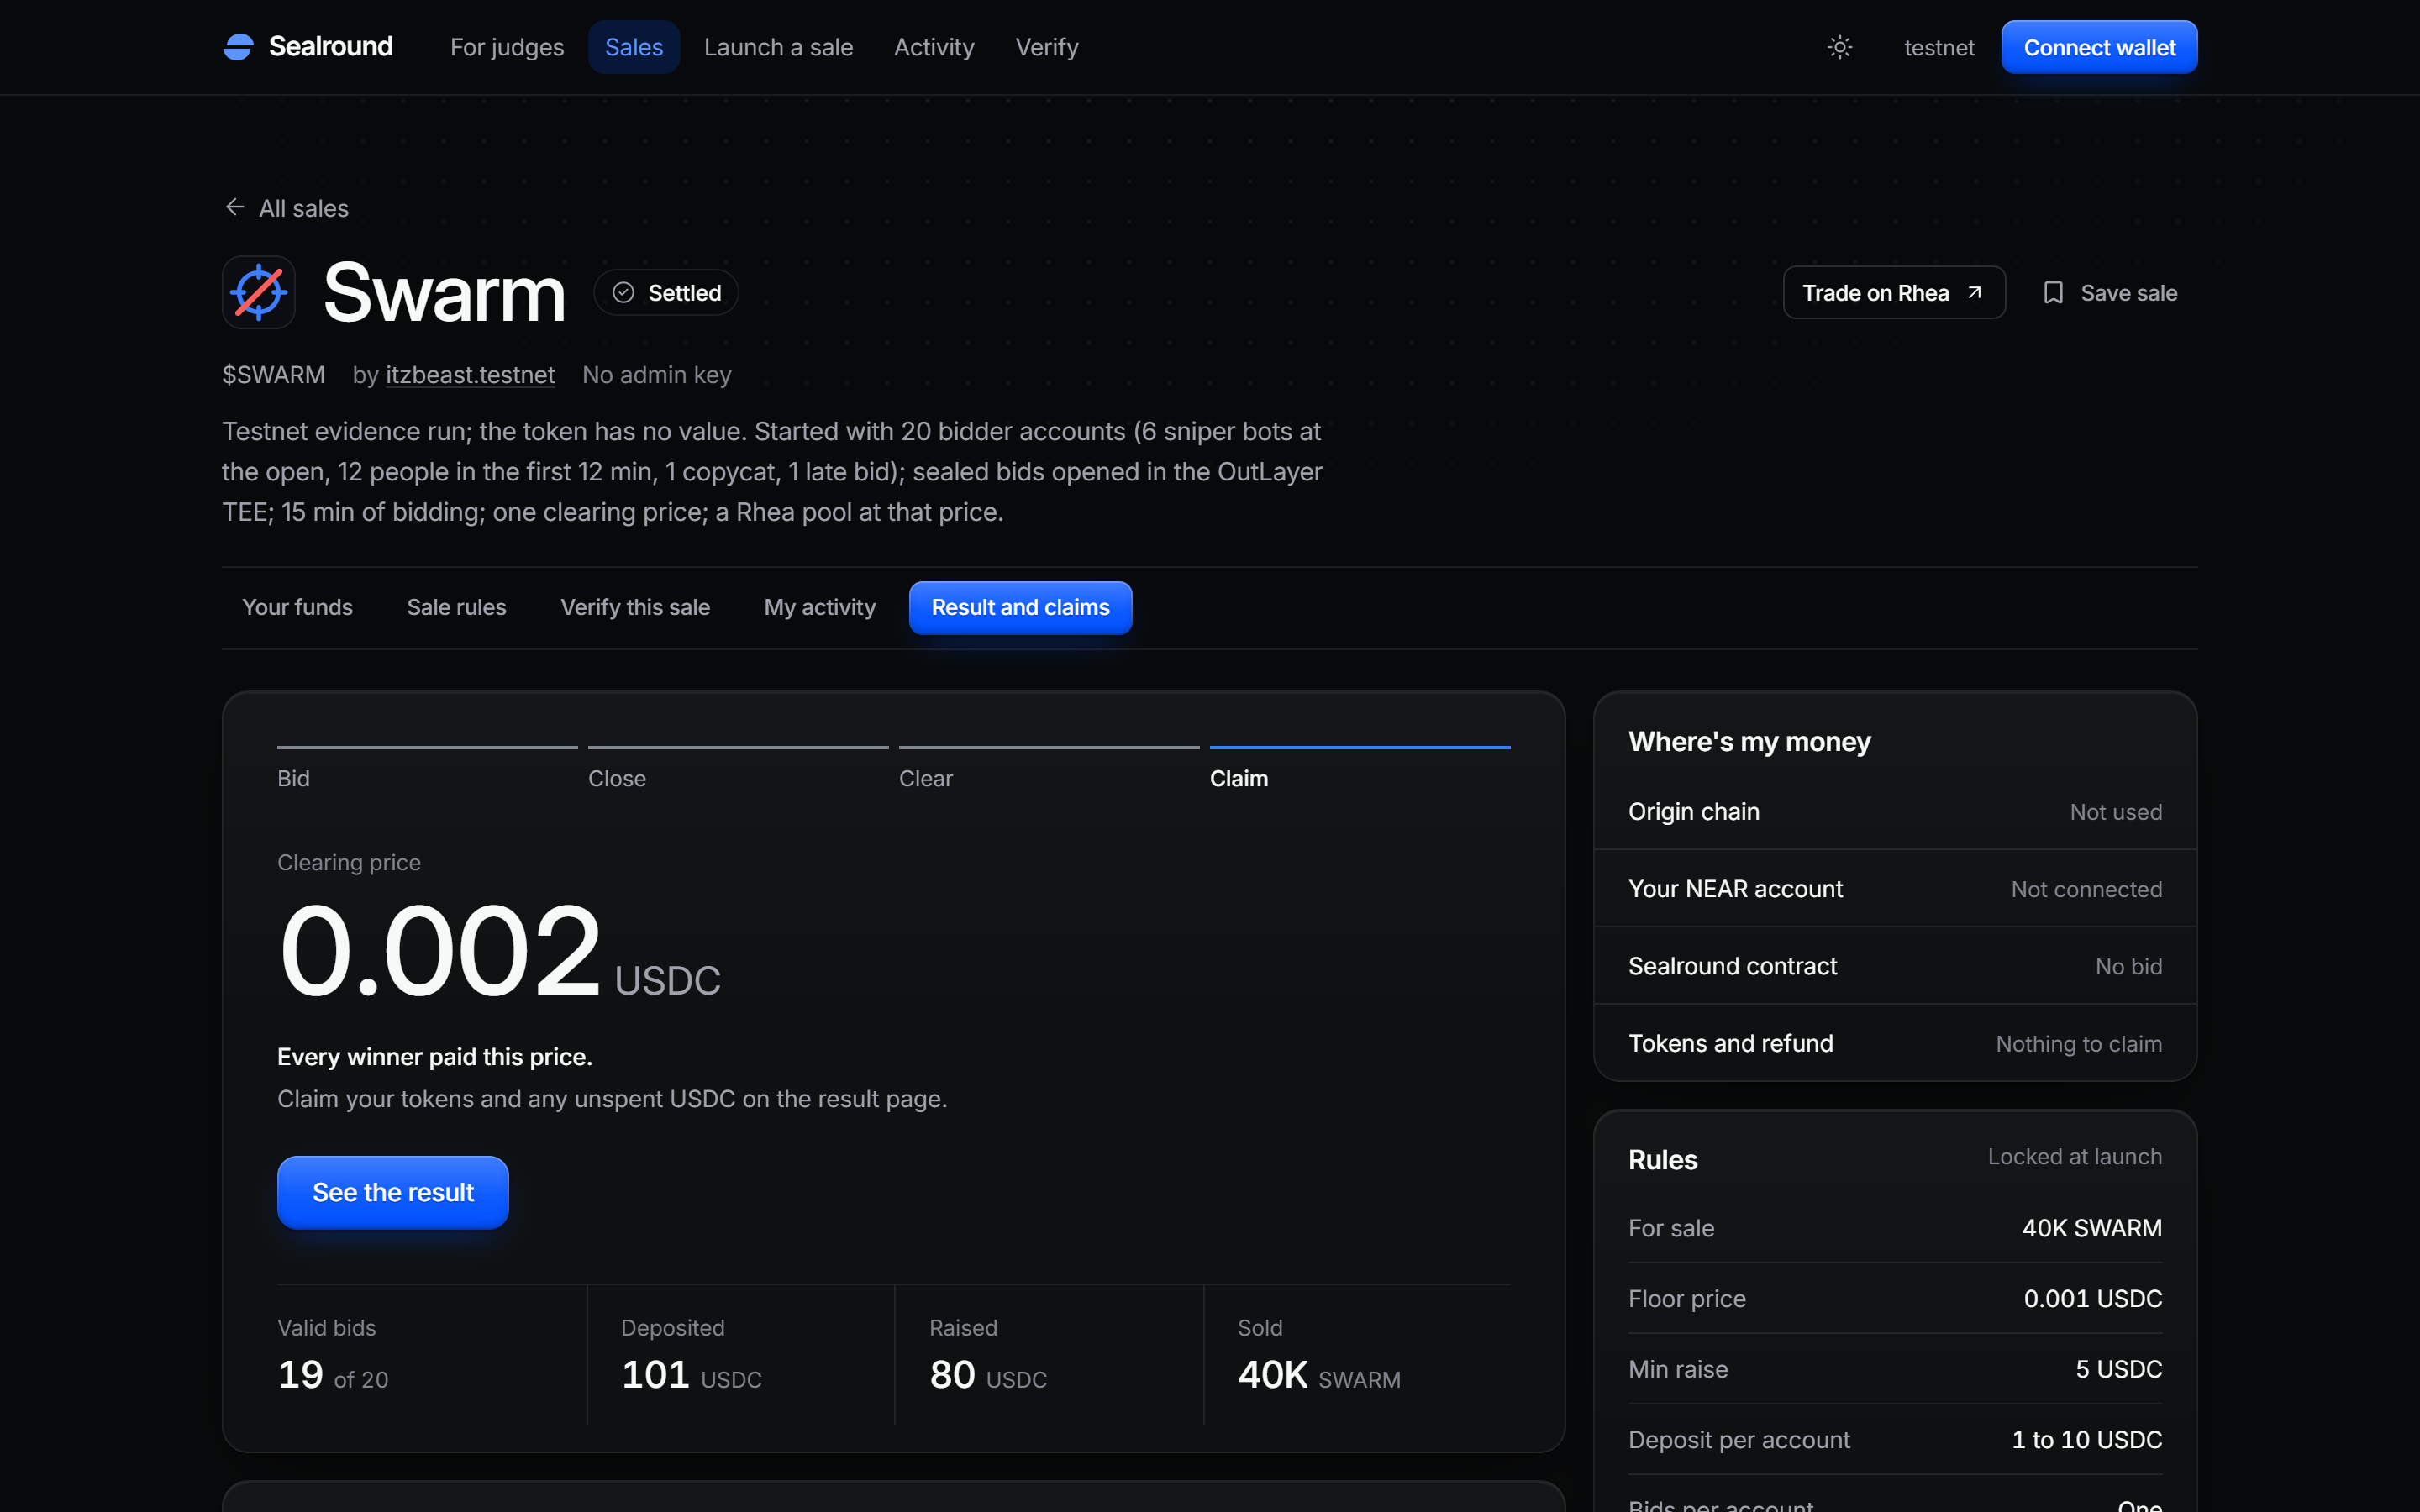 Sealround
For judges
Sales
Launch a sale
Activity
Verify
testnet
Connect wallet
All sales
Swarm
Settled
Trade on Rhea
Save sale
$SWARM by itzbeast.testnet No admin key
Testnet evidence run; the token has no value. Started with 20 bidder accounts (6 sniper bots at
the open, 12 people in the first 12 min, 1 copycat, 1 late bid); sealed bids opened in the OutLayer
TEE; 15 min of bidding; one clearing price; a Rhea pool at that price.
Your funds
Sale rules
Verify this sale
My activity
Result and claims
Bid
Close
Clear
Claim
Clearing price
0.002 USDC
Every winner paid this price.
Claim your tokens and any unspent USDC on the result page.
See the result
Valid bids
19 of 20
Deposited
101 USDC
Raised
80 USDC
Sold
40K SWARM
Where's my money
Origin chain Not used
Your NEAR account Not connected
Sealround contract No bid
Tokens and refund Nothing to claim
Rules Locked at launch
For sale 40K SWARM
Floor price 0.001 USDC
Min raise 5 USDC
Deposit per account 1 to 10 USDC
Bids per account One